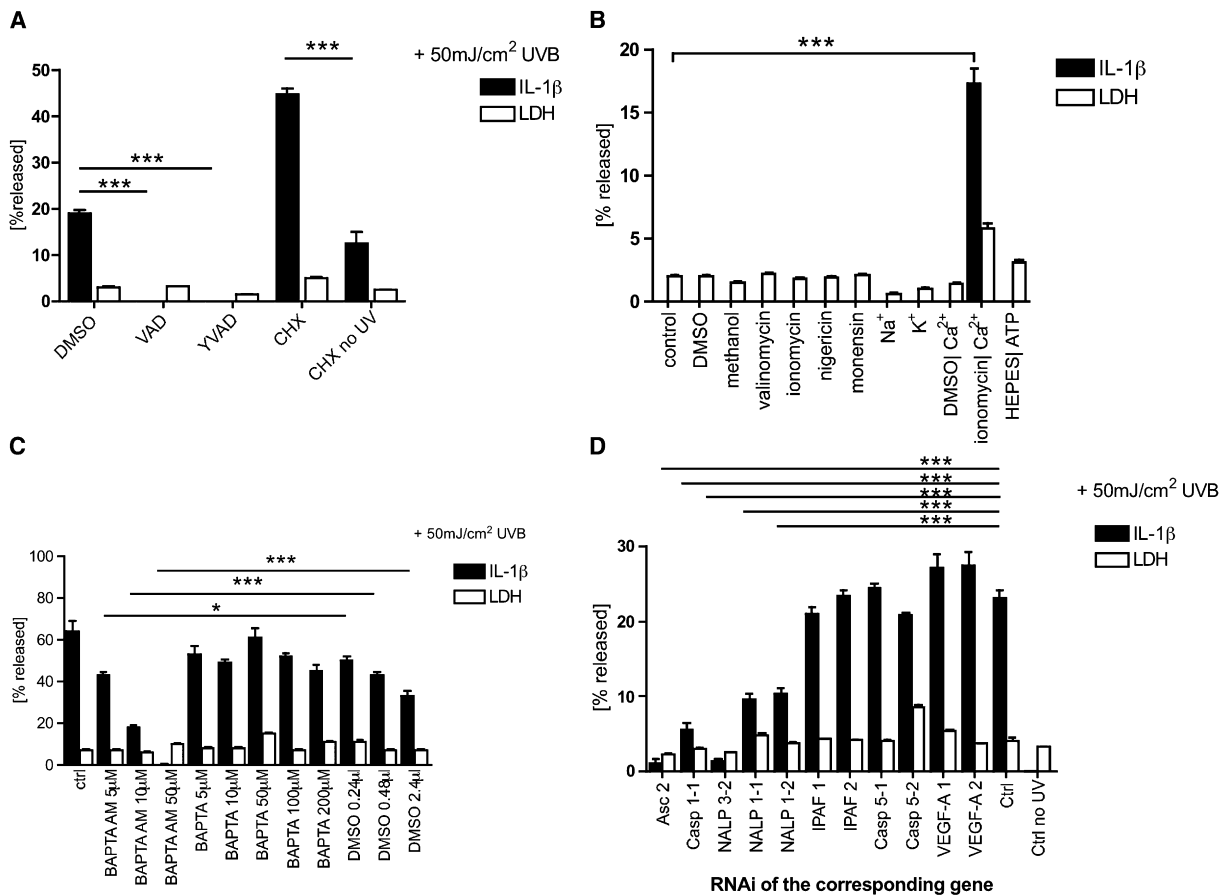 A
+ 50mJ/cm2 UVB
***
IL-1β
LDH
[%released]
50
40
30
20
10
0
***
***
DMSO
VAD
YVAD
CHX
CHX no UV
B
***
IL-1β
LDH
[% released]
20
15
10
5
0
control
DMSO
methanol
valinomycin
ionomycin
nigericin
monensin
Na+
K+
DMSO| Ca2+
ionomycin| Ca2+
HEPES| ATP
C
+ 50mJ/cm2 UVB
IL-1β
LDH
***
***
*
[% released]
100
80
60
40
20
0
ctrl
BAPTA AM 5μM
BAPTA AM 10μM
BAPTA AM 50μM
BAPTA 5μM
BAPTA 10μM
BAPTA 50μM
BAPTA 100μM
BAPTA 200μM
DMSO 0.24μl
DMSO 0.48μl
DMSO 2.4μl
D
***
***
***
***
***
+ 50mJ/cm2 UVB
IL-1β
LDH
[% released]
30
20
10
0
Asc 2
Casp 1-1
NALP 3-2
NALP 1-1
NALP 1-2
IPAF 1
IPAF 2
Casp 5-1
Casp 5-2
VEGF-A 1
VEGF-A 2
Ctrl
Ctrl no UV
RNAi of the corresponding gene